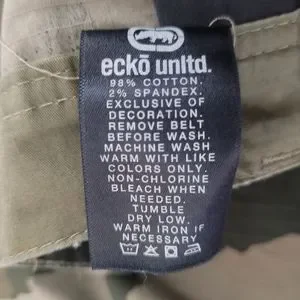 eckō unltd.
98% COTTON.
2% SPANDEX.
EXCLUSIVE OF
DECORATION.
REMOVE BELT
BEFORE WASH.
MACHINE WASH
WARM WITH LIKE
COLORS ONLY.
NON-CHLORINE
BLEACH WHEN
NEEDED.
TUMBLE
DRY LOW.
WARM IRON IF
NECESSARY